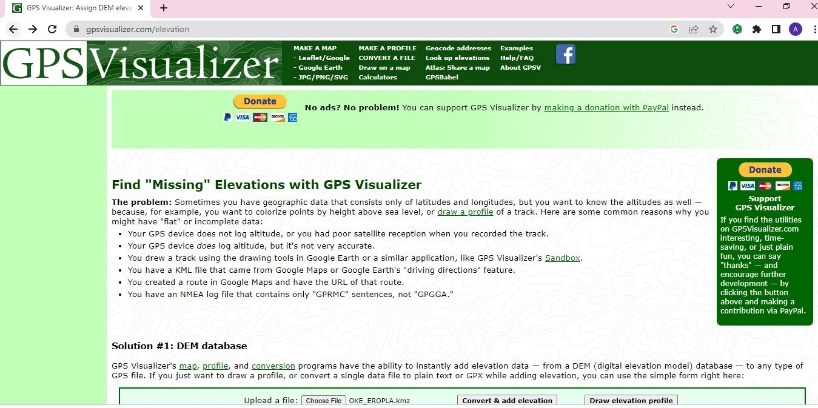 GPS Visualizer: Assign DEM elev
gpsvisualizer.com/elevation
A
GPSVisualizer
MAKE A MAP
- Leaflet/Google
- Google Earth
- JPG/PNG/SVG
MAKE A PROFILE
CONVERT A FILE
Draw on a map
Calculators
Geocode addresses
Look up elevations
Atlas: Share a map
GPSBabel
Examples
Help/FAQ
About GPSV
Donate
VISA
No ads? No problem! You can support GPS Visualizer by making a donation with PayPal instead.
Find "Missing" Elevations with GPS Visualizer
The problem: Sometimes you have geographic data that consists only of latitudes and longitudes, but you want to know the altitudes as well —
because, for example, you want to colorize points by height above sea level, or draw a profile of a track. Here are some common reasons why you
might have "flat" or incomplete data:
• Your GPS device does not log altitude, or you had poor satellite reception when you recorded the track.
• Your GPS device does log altitude, but it's not very accurate.
• You drew a track using the drawing tools in Google Earth or a similar application, like GPS Visualizer's Sandbox.
• You have a KML file that came from Google Maps or Google Earth's "driving directions" feature.
• You created a route in Google Maps and have the URL of that route.
• You have an NMEA log file that contains only "GPRMC" sentences, not "GPGGA."
Donate
VISA
Support
GPS Visualizer
If you find the utilities
on GPSVisualizer.com
interesting, time-
saving, or just plain
fun, you can say
"thanks" — and
encourage further
development — by
clicking the button
above and making a
contribution via PayPal.
Solution #1: DEM database
GPS Visualizer's map, profile, and conversion programs have the ability to instantly add elevation data — from a DEM (digital elevation model) database — to any type of
GPS file. If you just want to draw a profile, or convert a single data file to plain text or GPX while adding elevation, you can use the simple form right here:
Upload a file: Choose File OKE_EROPLA.kmz Convert & add elevation Draw elevation profile